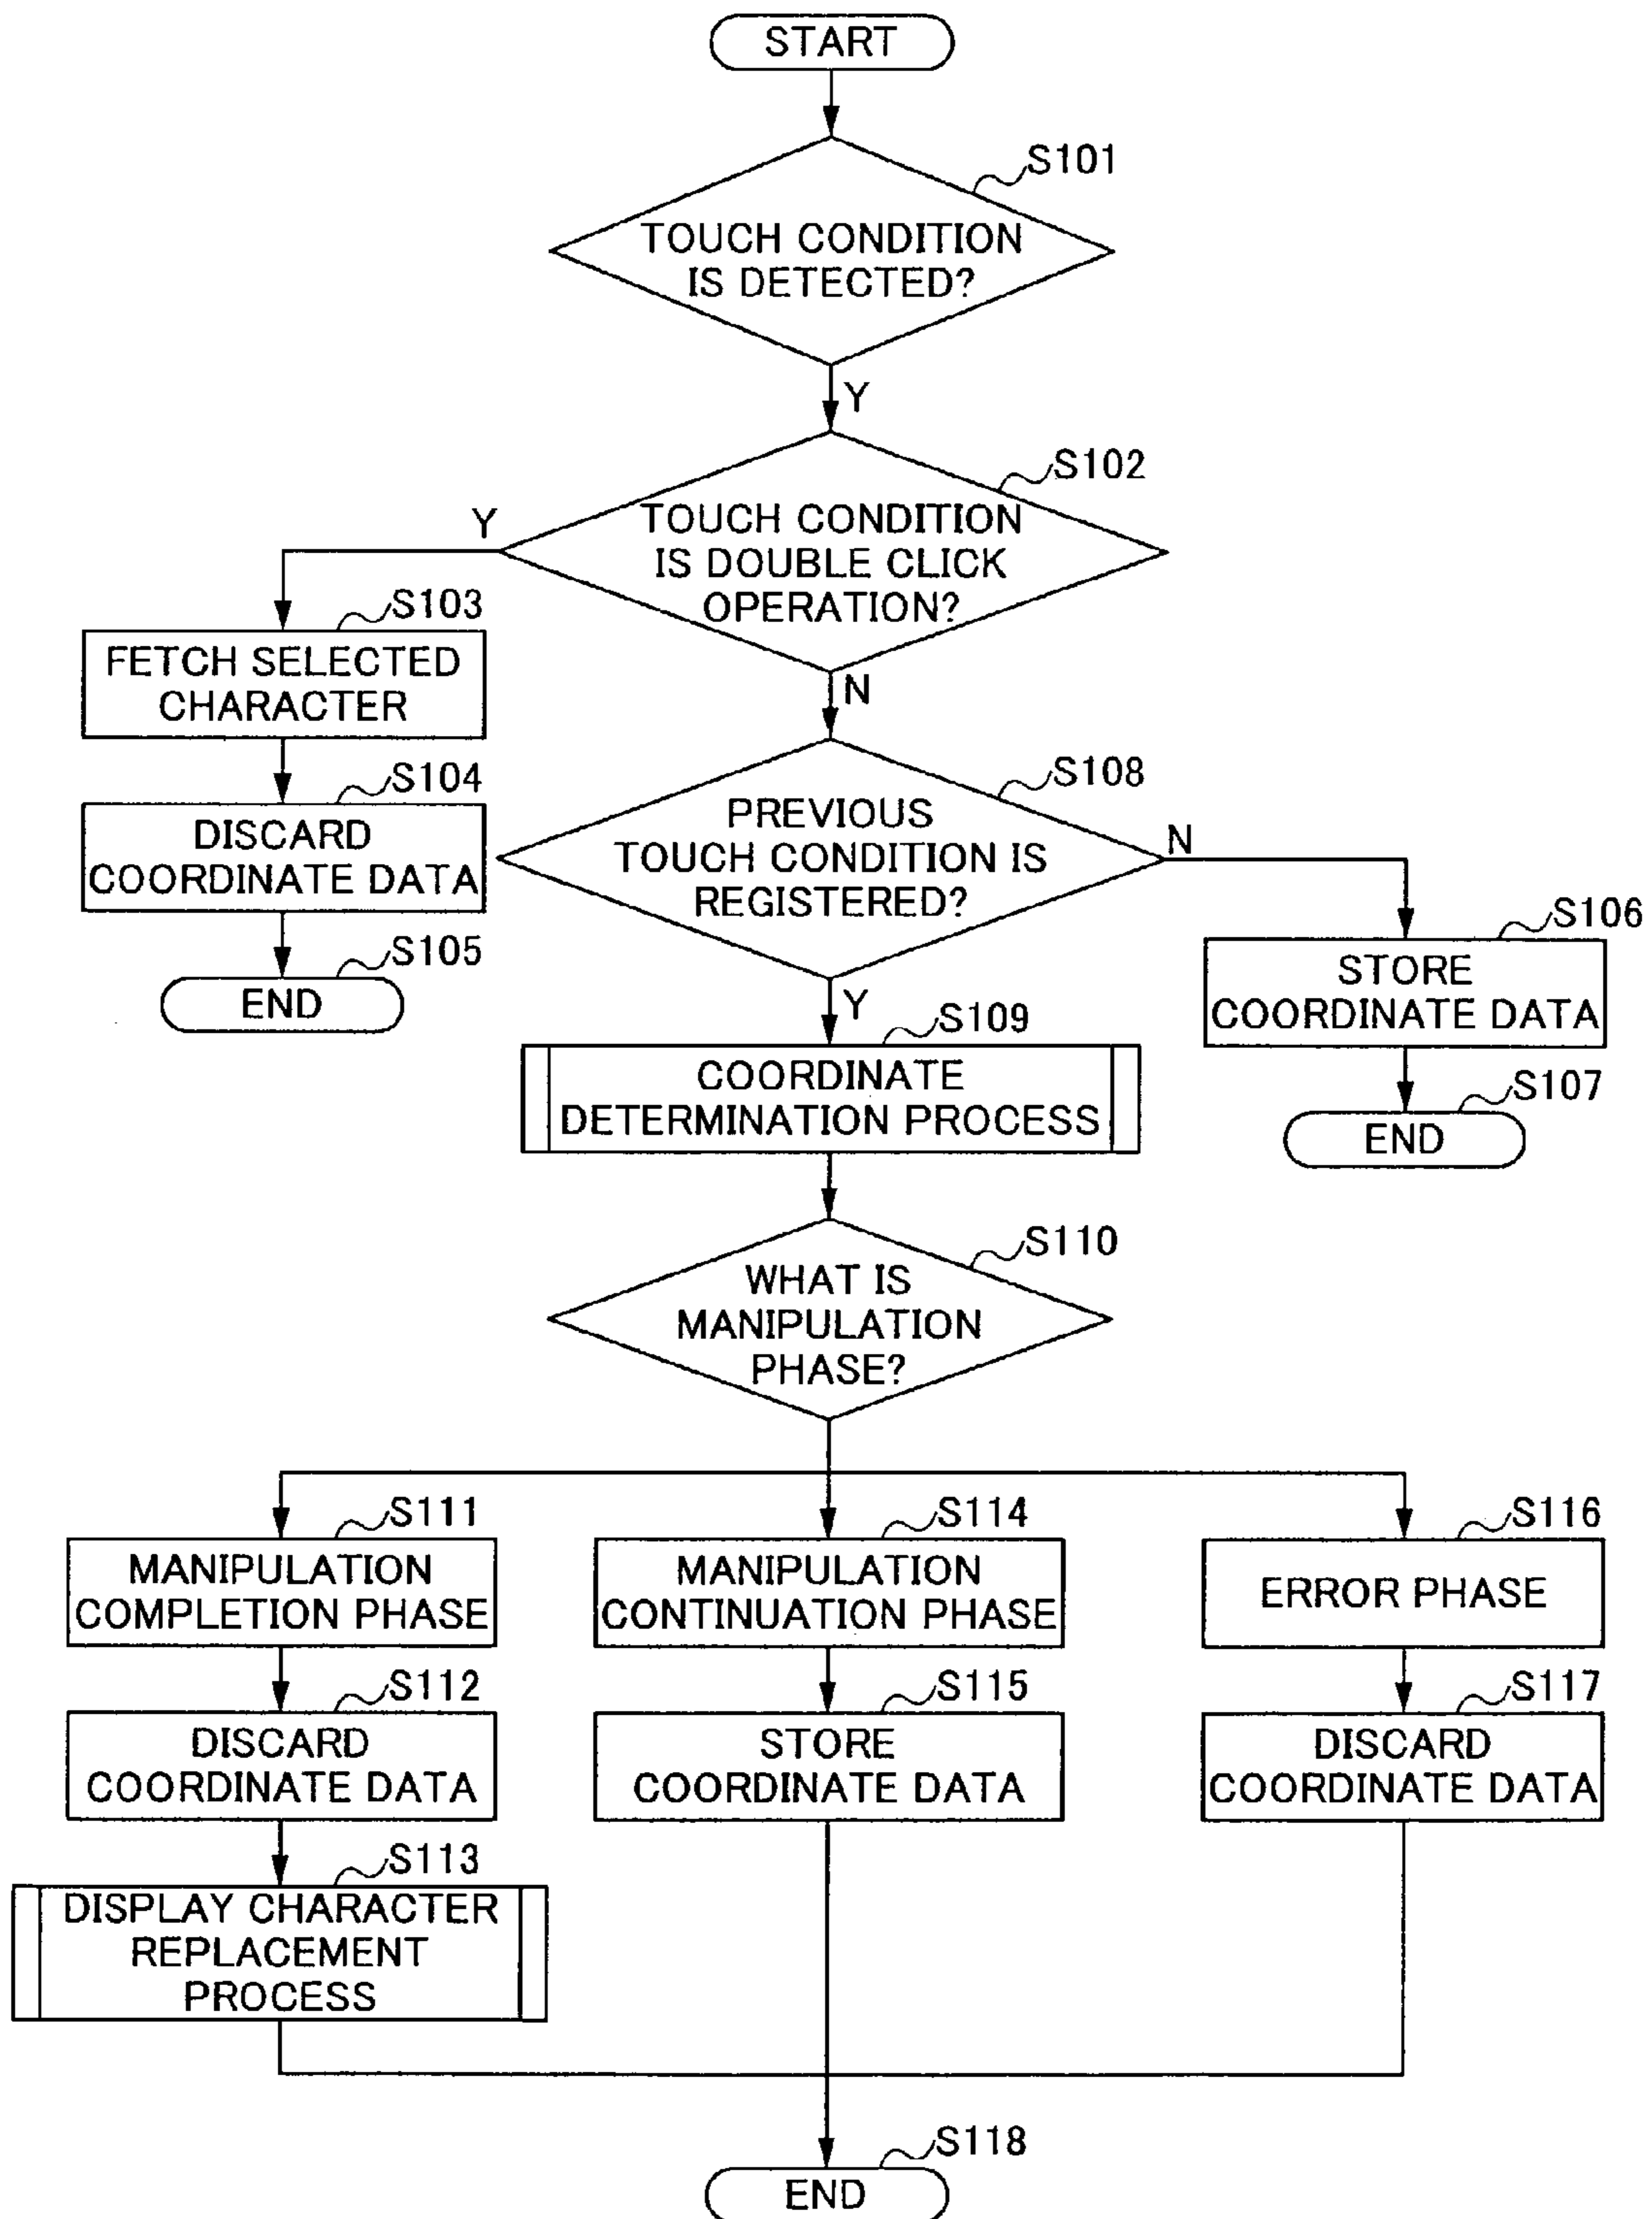 START
S101
TOUCH CONDITION
IS DETECTED?
Y
S102
TOUCH CONDITION
IS DOUBLE CLICK
OPERATION?
Y
N
S103
FETCH SELECTED
CHARACTER
S104
DISCARD
COORDINATE DATA
S105
END
S108
PREVIOUS
TOUCH CONDITION IS
REGISTERED?
N
Y
S106
STORE
COORDINATE DATA
S107
END
S109
COORDINATE
DETERMINATION PROCESS
S110
WHAT IS
MANIPULATION
PHASE?
S111
MANIPULATION
COMPLETION PHASE
S112
DISCARD
COORDINATE DATA
S113
DISPLAY CHARACTER
REPLACEMENT
PROCESS
S114
MANIPULATION
CONTINUATION PHASE
S115
STORE
COORDINATE DATA
S116
ERROR PHASE
S117
DISCARD
COORDINATE DATA
S118
END